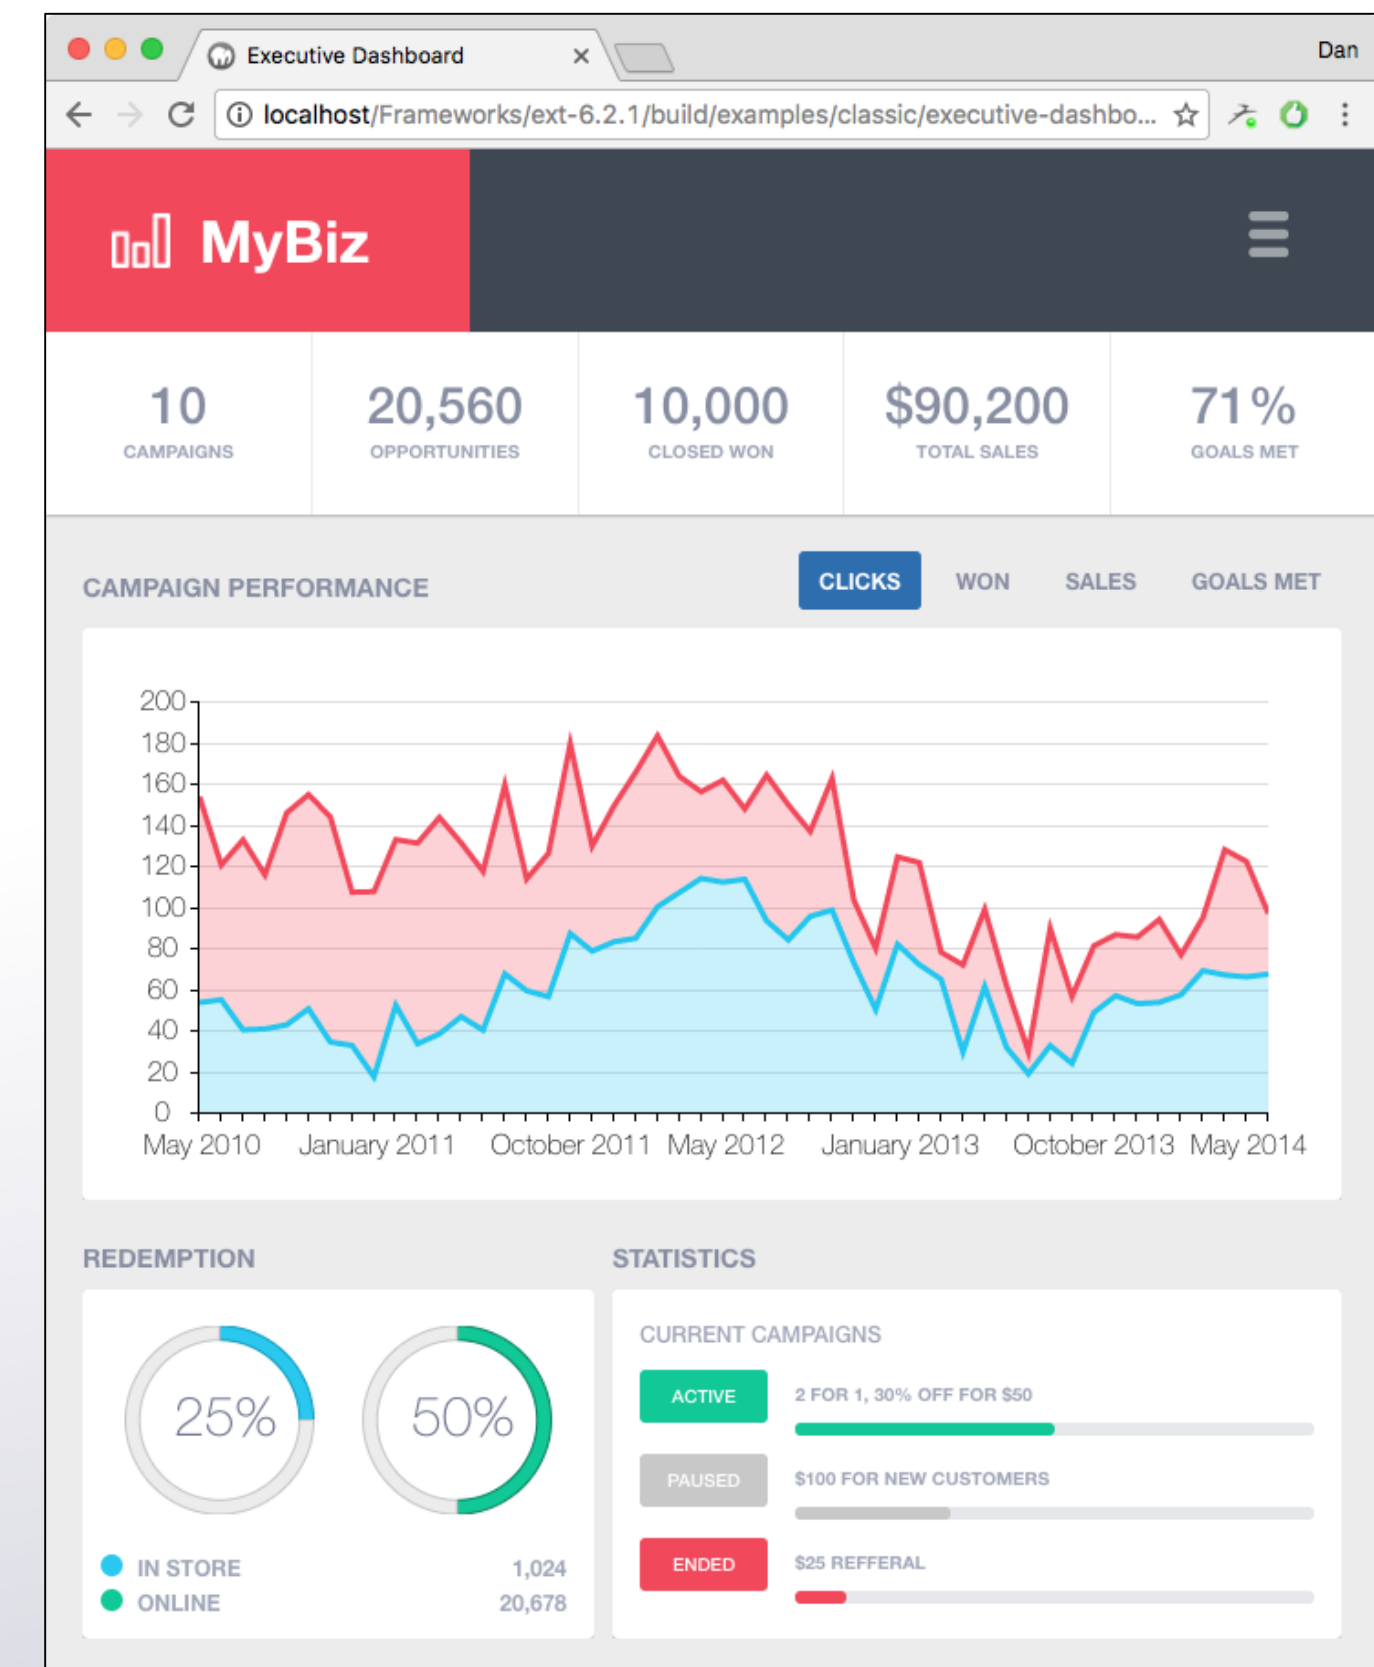 Executive Dashboard
Dan
localhost/Frameworks/ext-6.2.1/build/examples/classic/executive-dashbo...
MyBiz
10 20,560 10,000 $90,200 71%
CAMPAIGNS OPPORTUNITIES CLOSED WON TOTAL SALES GOALS MET
CAMPAIGN PERFORMANCE CLICKS WON SALES GOALS MET
200
180
160
140
120
100
80
60
40
20
0
May 2010 January 2011 October 2011 May 2012 January 2013 October 2013 May 2014
REDEMPTION
25% 50%
IN STORE 1,024
ONLINE 20,678
STATISTICS
CURRENT CAMPAIGNS
ACTIVE 2 FOR 1, 30% OFF FOR $50
PAUSED $100 FOR NEW CUSTOMERS
ENDED $25 REFFERAL